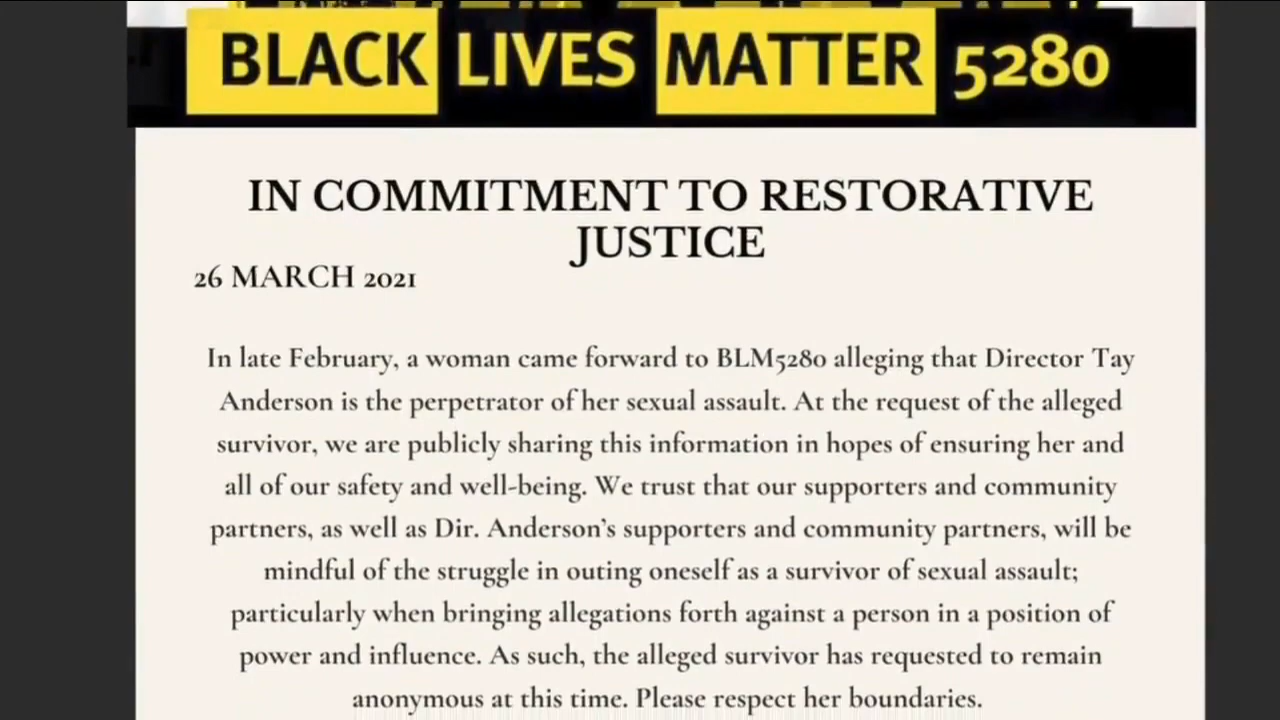 BLACK LIVES MATTER 5280
IN COMMITMENT TO RESTORATIVE
JUSTICE
26 MARCH 2021
In late February, a woman came forward to BLM5280 alleging that Director Tay
Anderson is the perpetrator of her sexual assault. At the request of the alleged
survivor, we are publicly sharing this information in hopes of ensuring her and
all of our safety and well-being. We trust that our supporters and community
partners, as well as Dir. Anderson's supporters and community partners, will be
mindful of the struggle in outing oneself as a survivor of sexual assault;
particularly when bringing allegations forth against a person in a position of
power and influence. As such, the alleged survivor has requested to remain
anonymous at this time. Please respect her boundaries.